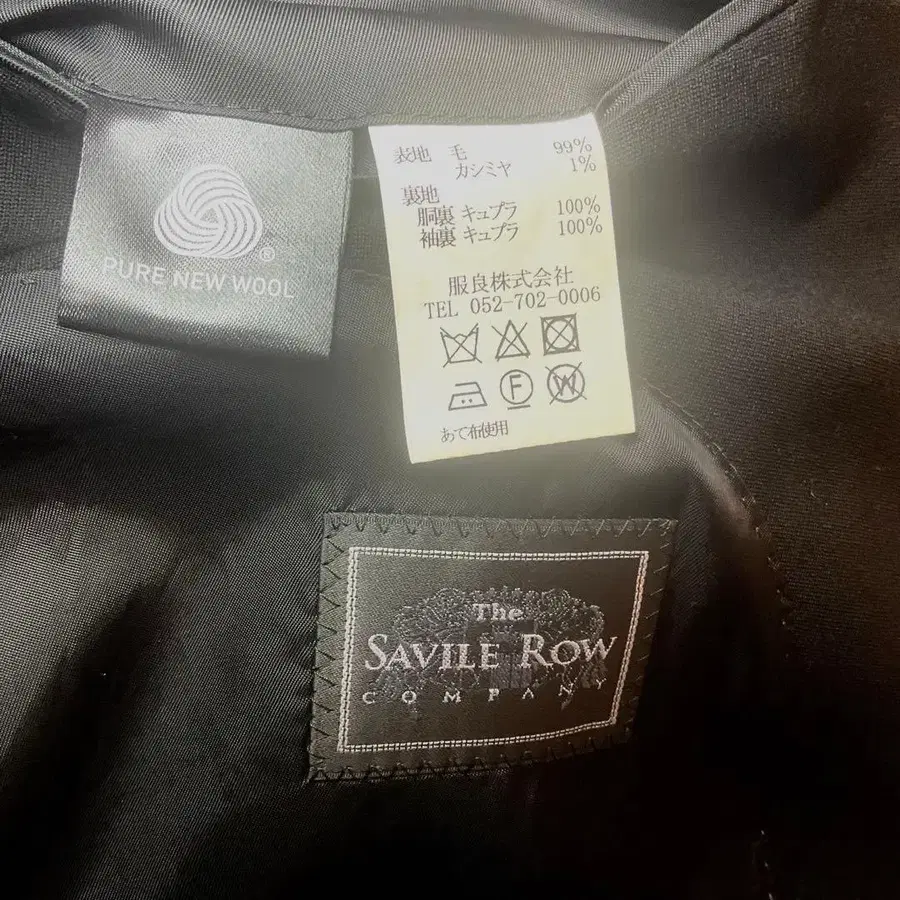 PURE NEW WOOL
®
表地 毛 99%
カシミヤ 1%
裏地
胴裏 キュプラ 100%
袖裏 キュプラ 100%
服良株式会社
TEL 052-702-0006
F W
あて布使用
The
SAVILE ROW
COMPANY